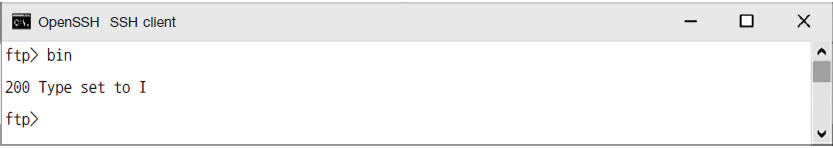 OpenSSH SSH client
ftp> bin
200 Type set to I
ftp>